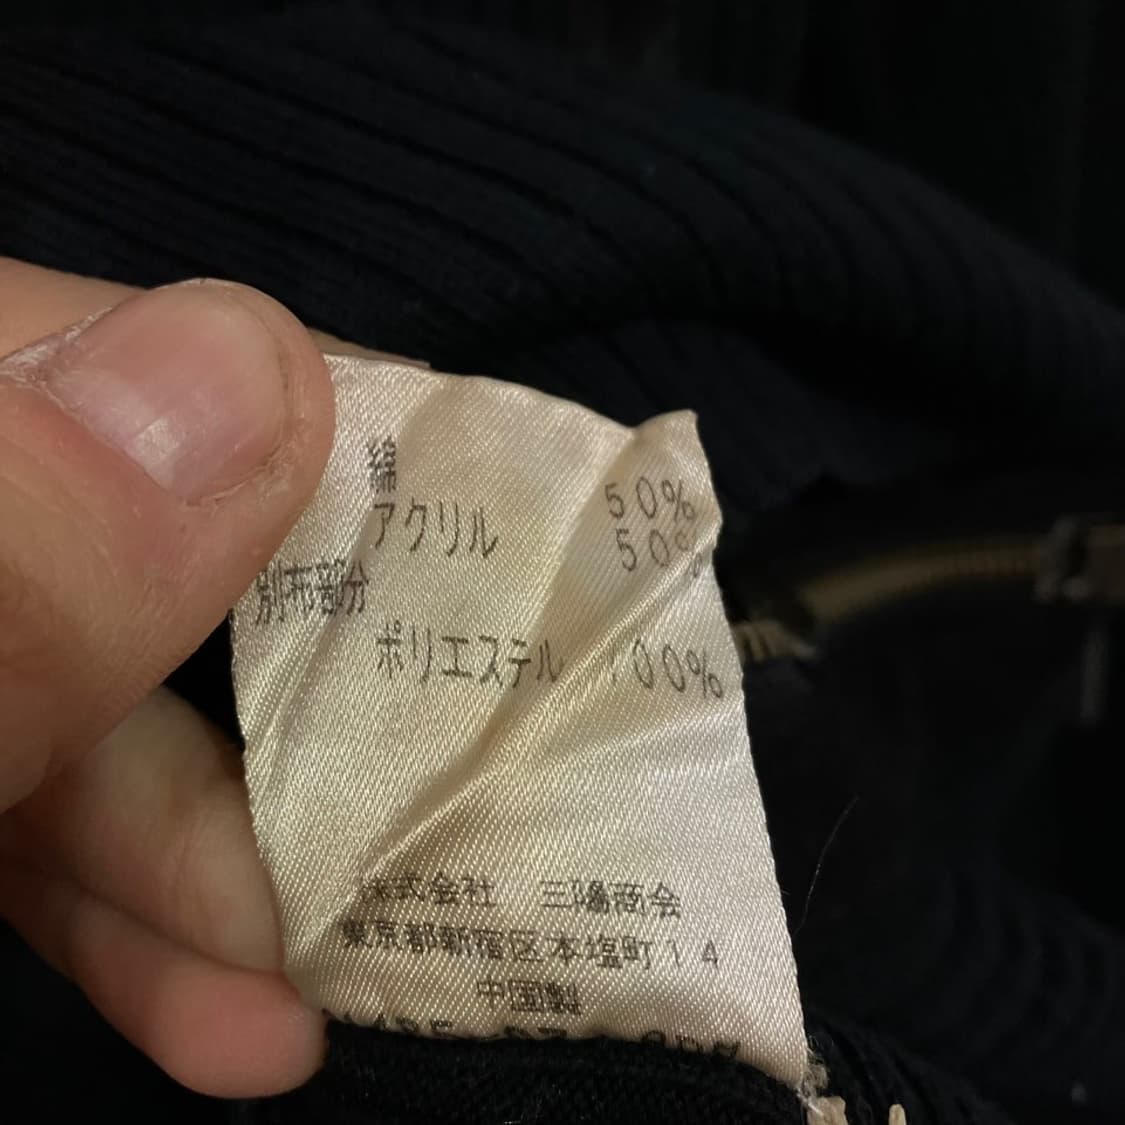 綿 50%
アクリル 50%
別布部分
ポリエステル 100%
株式会社 三陽商会
東京都新宿区本塩町14
中国製